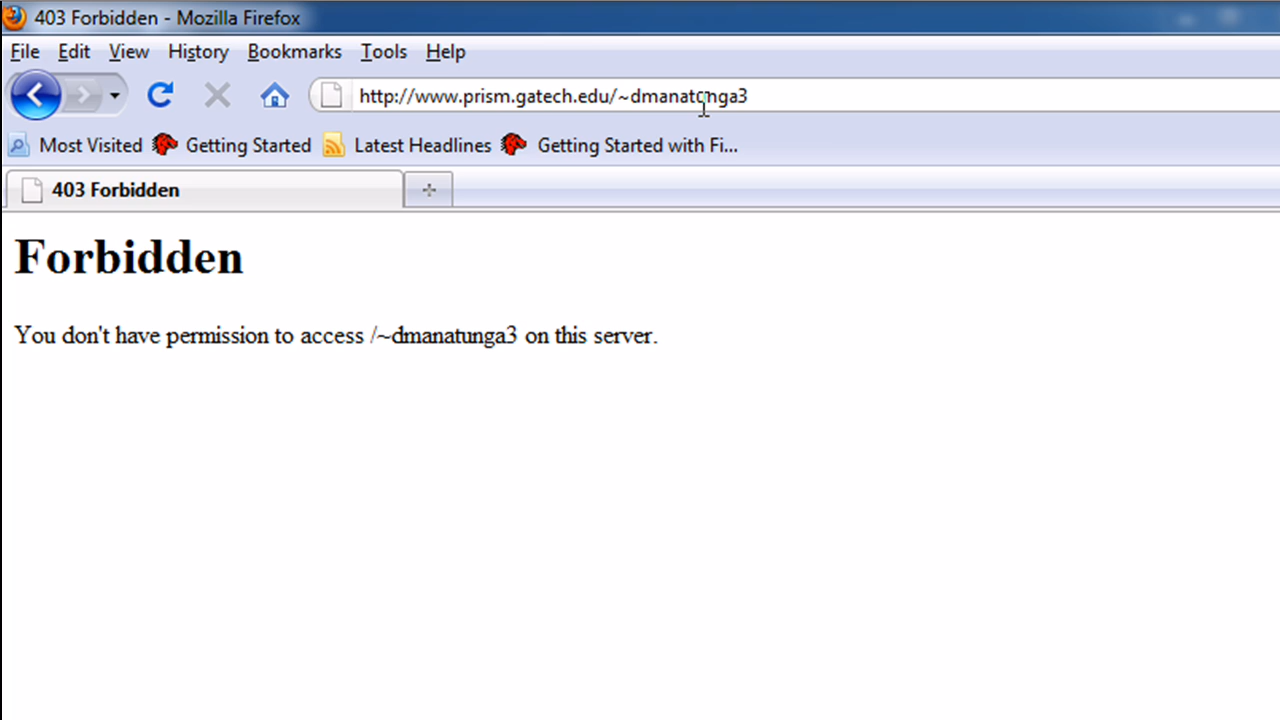 403 Forbidden - Mozilla Firefox
File Edit View History Bookmarks Tools Help
http://www.prism.gatech.edu/~dmanatunga3
Most Visited Getting Started Latest Headlines Getting Started with Fi...
403 Forbidden
Forbidden
You don't have permission to access /~dmanatunga3 on this server.